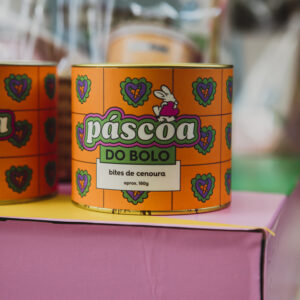 páscoa
DO BOLO
bites de cenoura
aprox. 180g